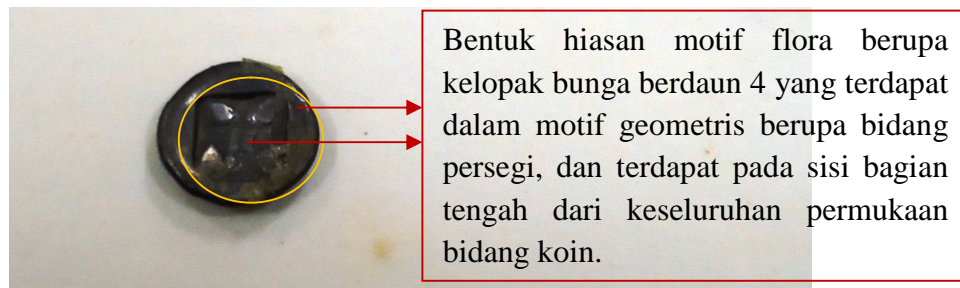 Bentuk hiasan motif flora berupa
kelopak bunga berdaun 4 yang terdapat
dalam motif geometris berupa bidang
persegi, dan terdapat pada sisi bagian
tengah dari keseluruhan permukaan
bidang koin.